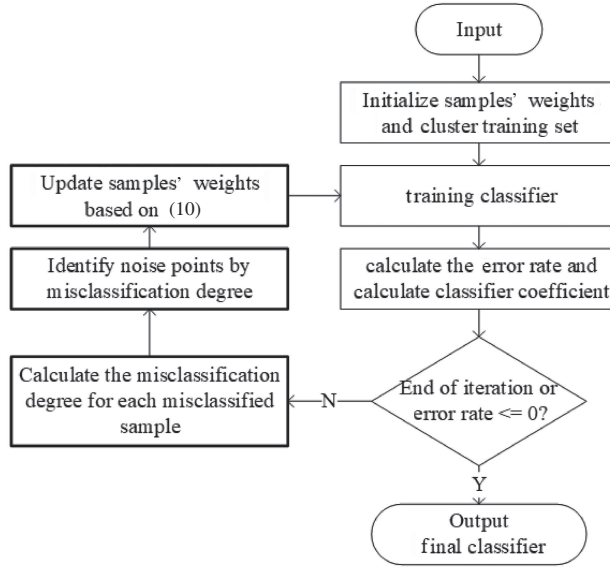 Input
Initialize samples' weights
and cluster training set
Update samples' weights
based on (10)
training classifier
Identify noise points by
misclassification degree
calculate the error rate and
calculate classifier coefficient
Calculate the misclassification
degree for each misclassified
sample
N
End of iteration or
error rate <= 0?
Y
Output
final classifier